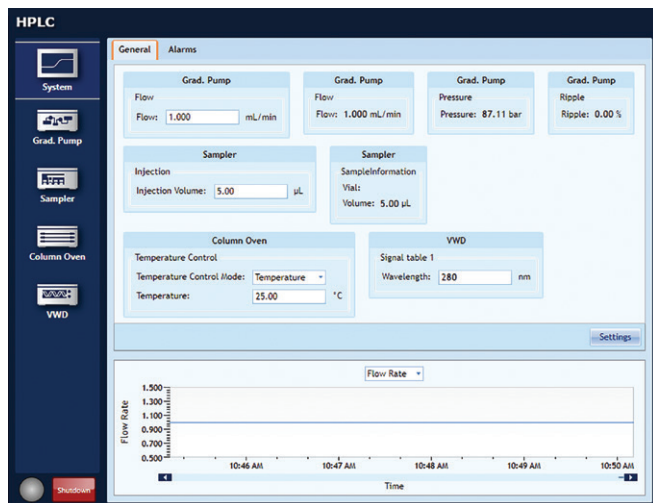 HPLC
System
Grad. Pump
Sampler
Column Oven
VWD
Shutdown
General Alarms
Grad. Pump
Flow
Flow: 1.000 mL/min
Grad. Pump
Flow
Flow: 1.000 mL/min
Grad. Pump
Pressure
Pressure: 87.11 bar
Grad. Pump
Ripple
Ripple: 0.00 %
Sampler
Injection
Injection Volume: 5.00 µL
Sampler
SampleInformation
Vial:
Volume: 5.00 µL
Column Oven
Temperature Control
Temperature Control Mode: Temperature
Temperature: 25.00 °C
VWD
Signal table 1
Wavelength: 280 nm
Settings
Flow Rate
Flow Rate
1.500
1.300
1.100
0.900
0.700
0.500
10:46 AM 10:47 AM 10:48 AM 10:49 AM 10:50 AM
Time